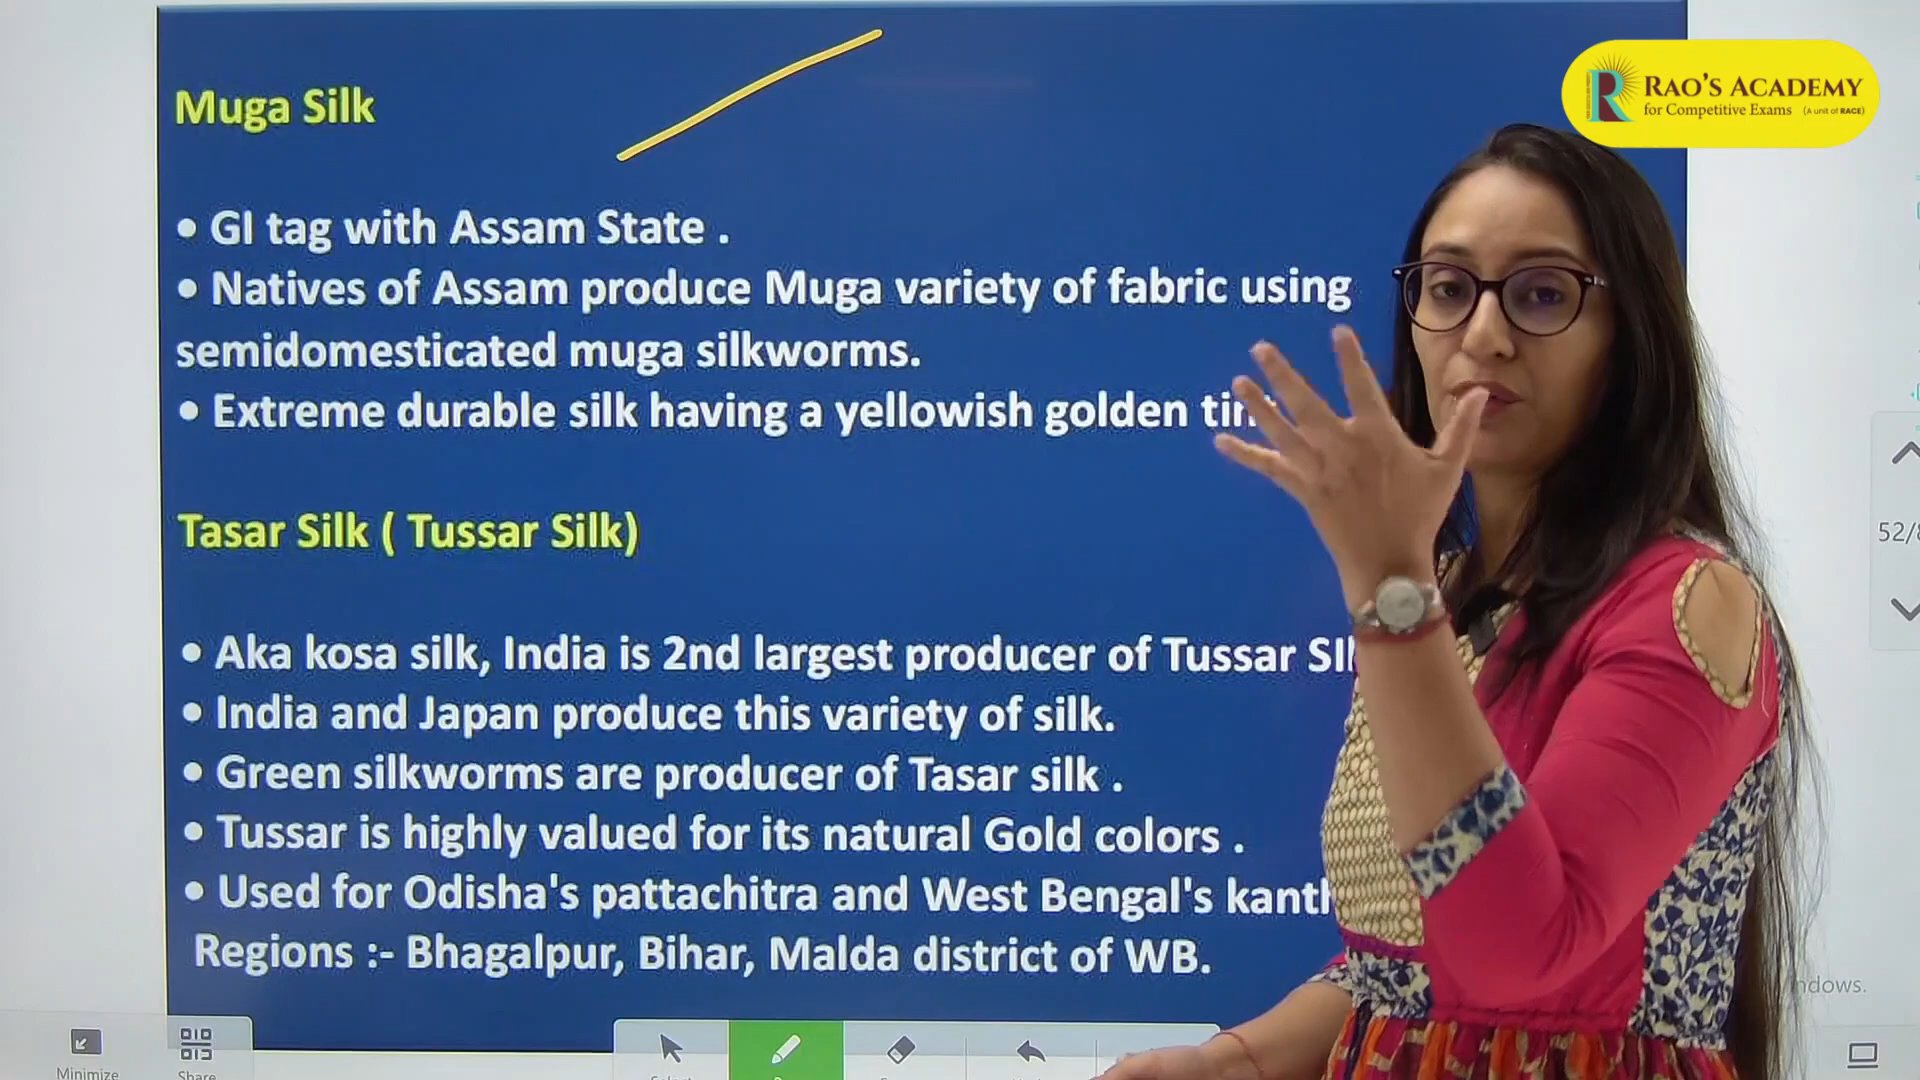 RAO'S ACADEMY
for Competitive Exams (A unit of RACE)
Muga Silk
• GI tag with Assam State .
• Natives of Assam produce Muga variety of fabric using
semidomesticated muga silkworms.
• Extreme durable silk having a yellowish golden
Tasar Silk ( Tussar Silk)
• Aka kosa silk, India is 2nd largest producer of Tussar
• India and Japan produce this variety of silk.
• Green silkworms are producer of Tasar silk .
• Tussar is highly valued for its natural Gold colors .
• Used for Odisha's pattachitra and West Bengal's
Regions :- Bhagalpur, Bihar, Malda district of WB.
52/
Minimize
Share